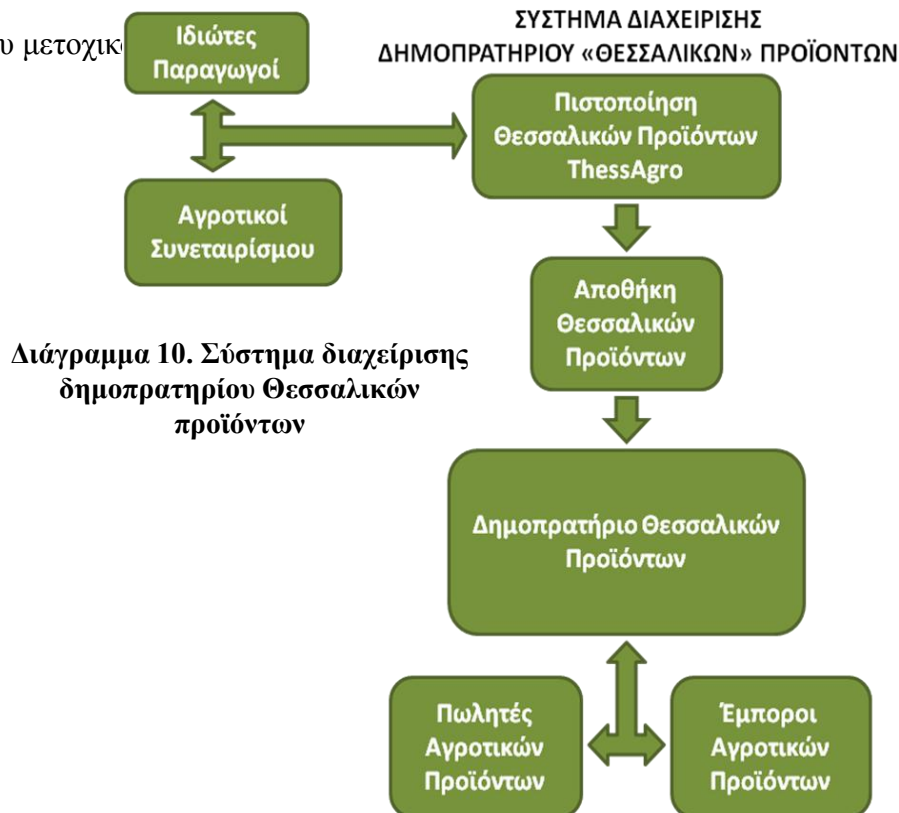 υ μετοχικ
ΣΥΣΤΗΜΑ ΔΙΑΧΕΙΡΙΣΗΣ
ΔΗΜΟΠΡΑΤΗΡΙΟΥ «ΘΕΣΣΑΛΙΚΩΝ» ΠΡΟΪΟΝΤΩΝ
Ιδιώτες
Παραγωγοί
Πιστοποίηση
Θεσσαλικών Προϊόντων
ThessAgro
Αγροτικοί
Συνεταιρίσμου
Αποθήκη
Θεσσαλικών
Προϊόντων
Διάγραμμα 10. Σύστημα διαχείρισης
δημοπρατηρίου Θεσσαλικών
προϊόντων
Δημοπρατήριο Θεσσαλικών
Προϊόντων
Πωλητές
Αγροτικών
Προϊόντων
Έμποροι
Αγροτικών
Προϊόντων